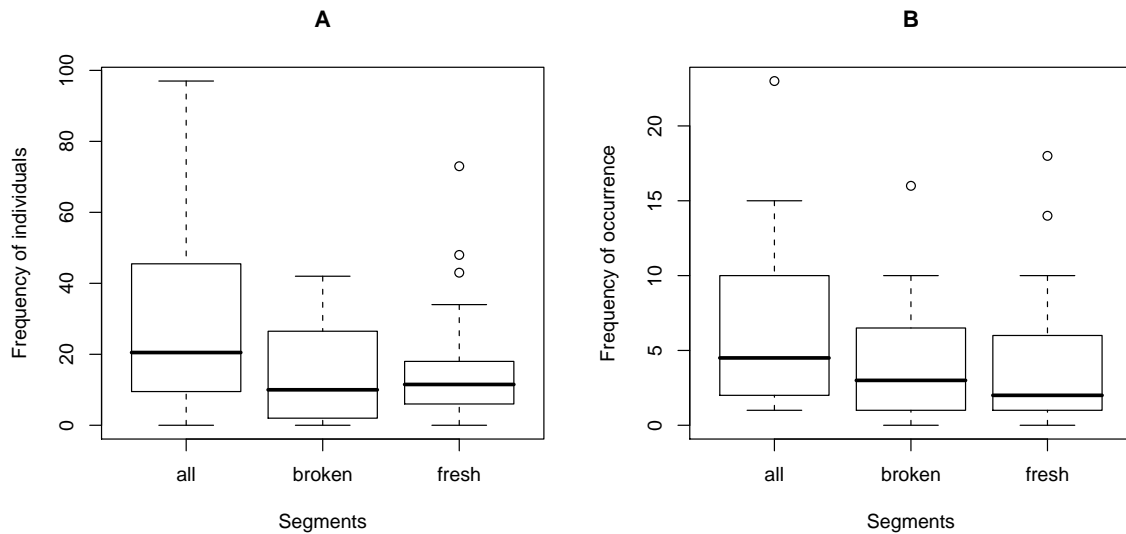 A
Frequency of individuals
100
80
60
40
20
0
all broken fresh
Segments
B
Frequency of occurrence
20
15
10
5
0
all broken fresh
Segments